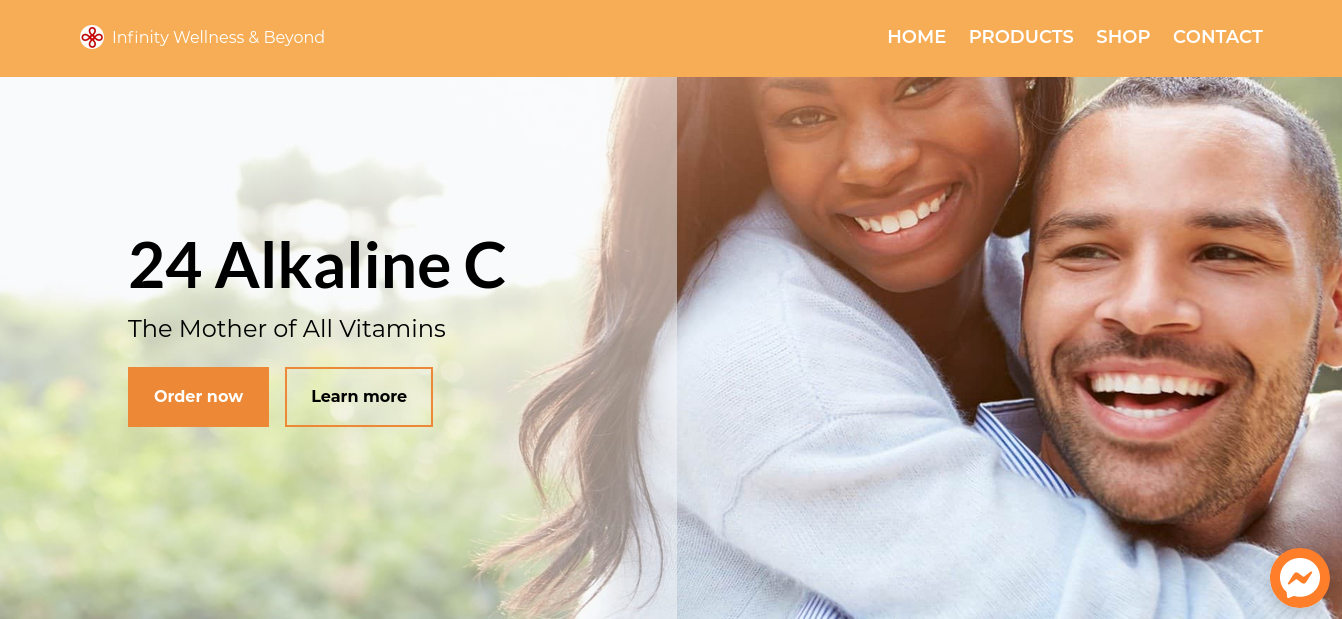 Infinity Wellness & Beyond
HOME PRODUCTS SHOP CONTACT
24 Alkaline C
The Mother of All Vitamins
Order now
Learn more